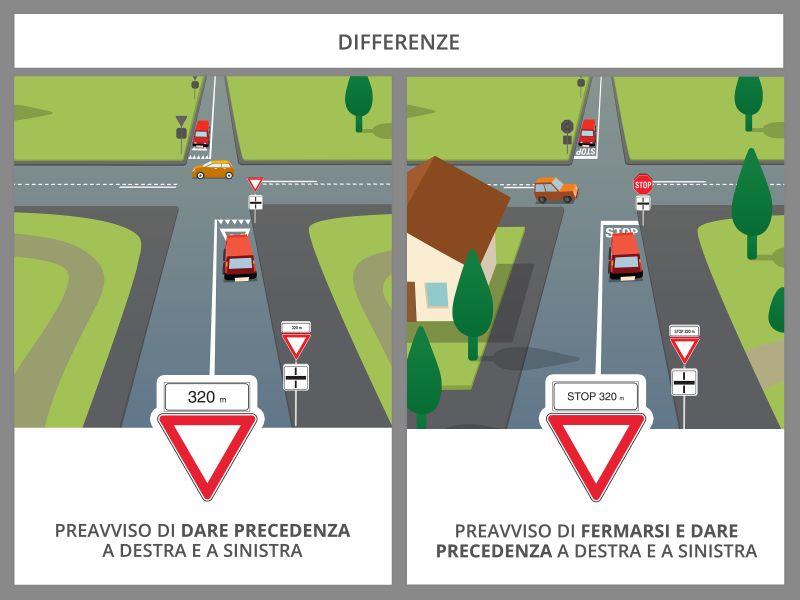 DIFFERENZE
320 m
320 m
PREAVVISO DI DARE PRECEDENZA
A DESTRA E A SINISTRA
STOP
STOP
STOP
STOP 320 m
STOP 320 m
PREAVVISO DI FERMARSI E DARE
PRECEDENZA A DESTRA E A SINISTRA